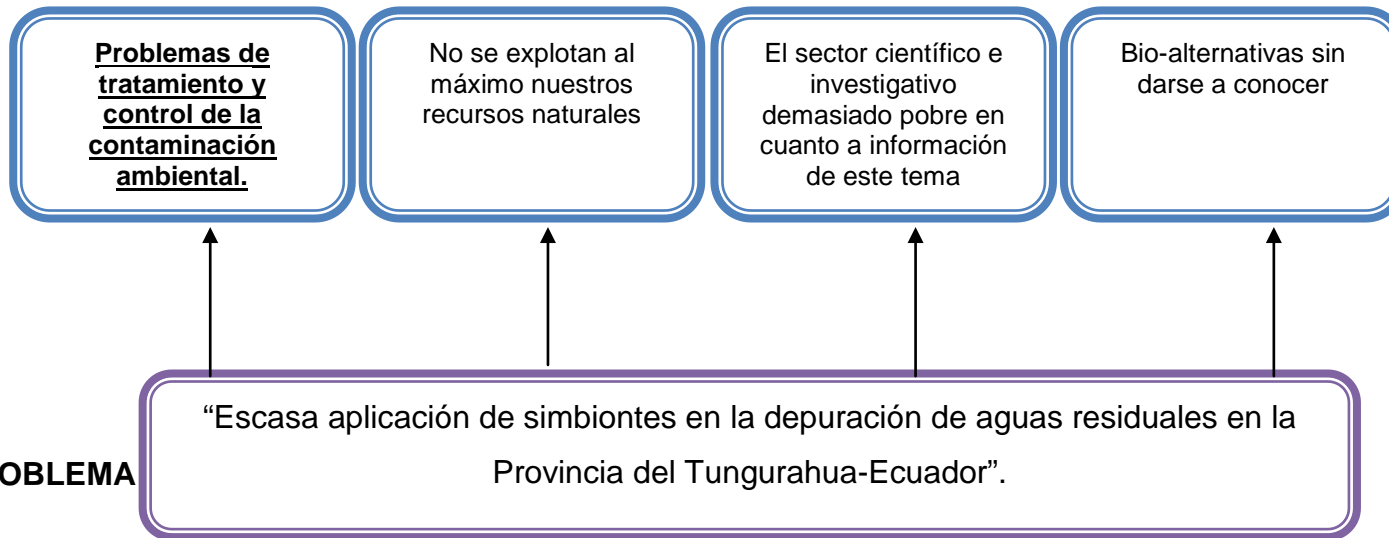 Problemas de
tratamiento y
control de la
contaminación
ambiental.
No se explotan al
máximo nuestros
recursos naturales
El sector científico e
investigativo
demasiado pobre en
cuanto a información
de este tema
Bio-alternativas sin
darse a conocer
“Escasa aplicación de simbiontes en la depuración de aguas residuales en la
OBLEMA
Provincia del Tungurahua-Ecuador”.